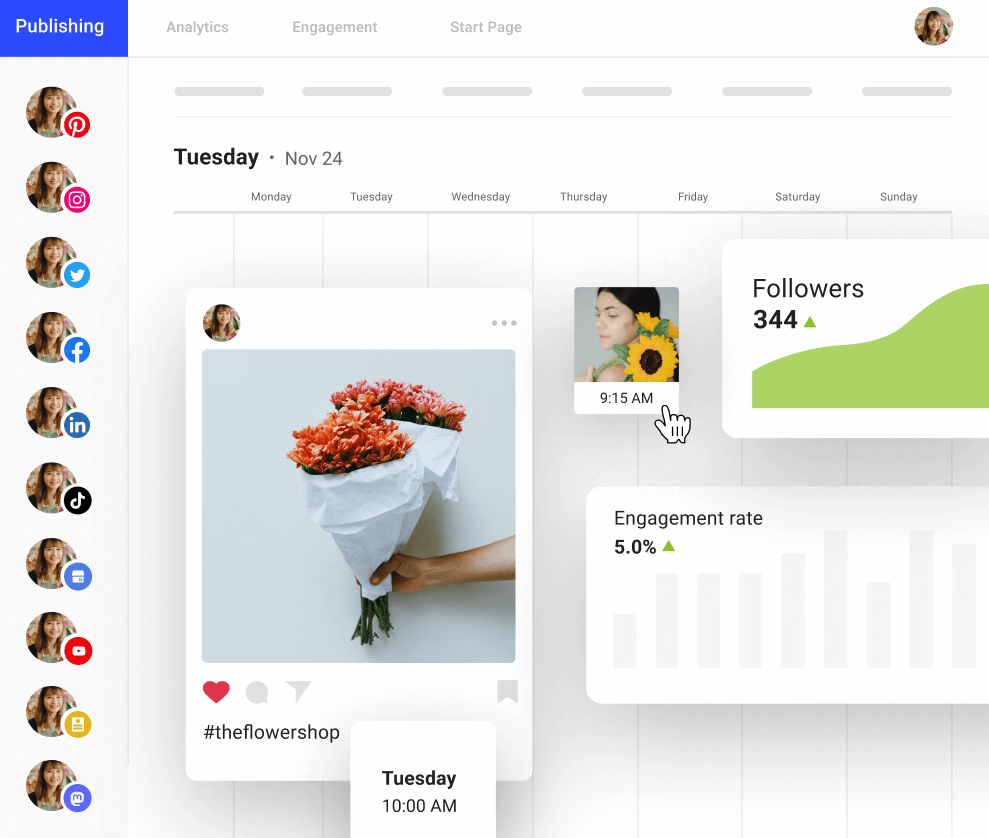 Publishing
Analytics
Engagement
Start Page
Tuesday • Nov 24
Monday
Tuesday
Wednesday
Thursday
Friday
Saturday
Sunday
Followers
344
9:15 AM
Engagement rate
5.0%
#theflowershop
Tuesday
10:00 AM